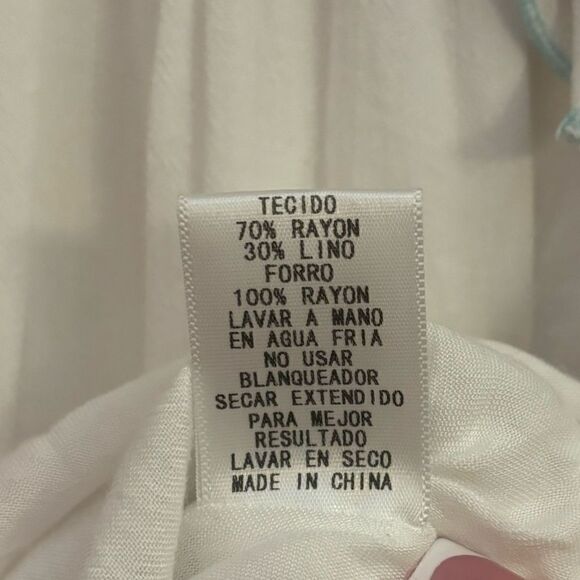 TECIDO
70% RAYON
30% LINO
FORRO
100% RAYON
LAVAR A MANO
EN AGUA FRIA
NO USAR
BLANQUEADOR
SECAR EXTENDIDO
PARA MEJOR
RESULTADO
LAVAR EN SECO
MADE IN CHINA